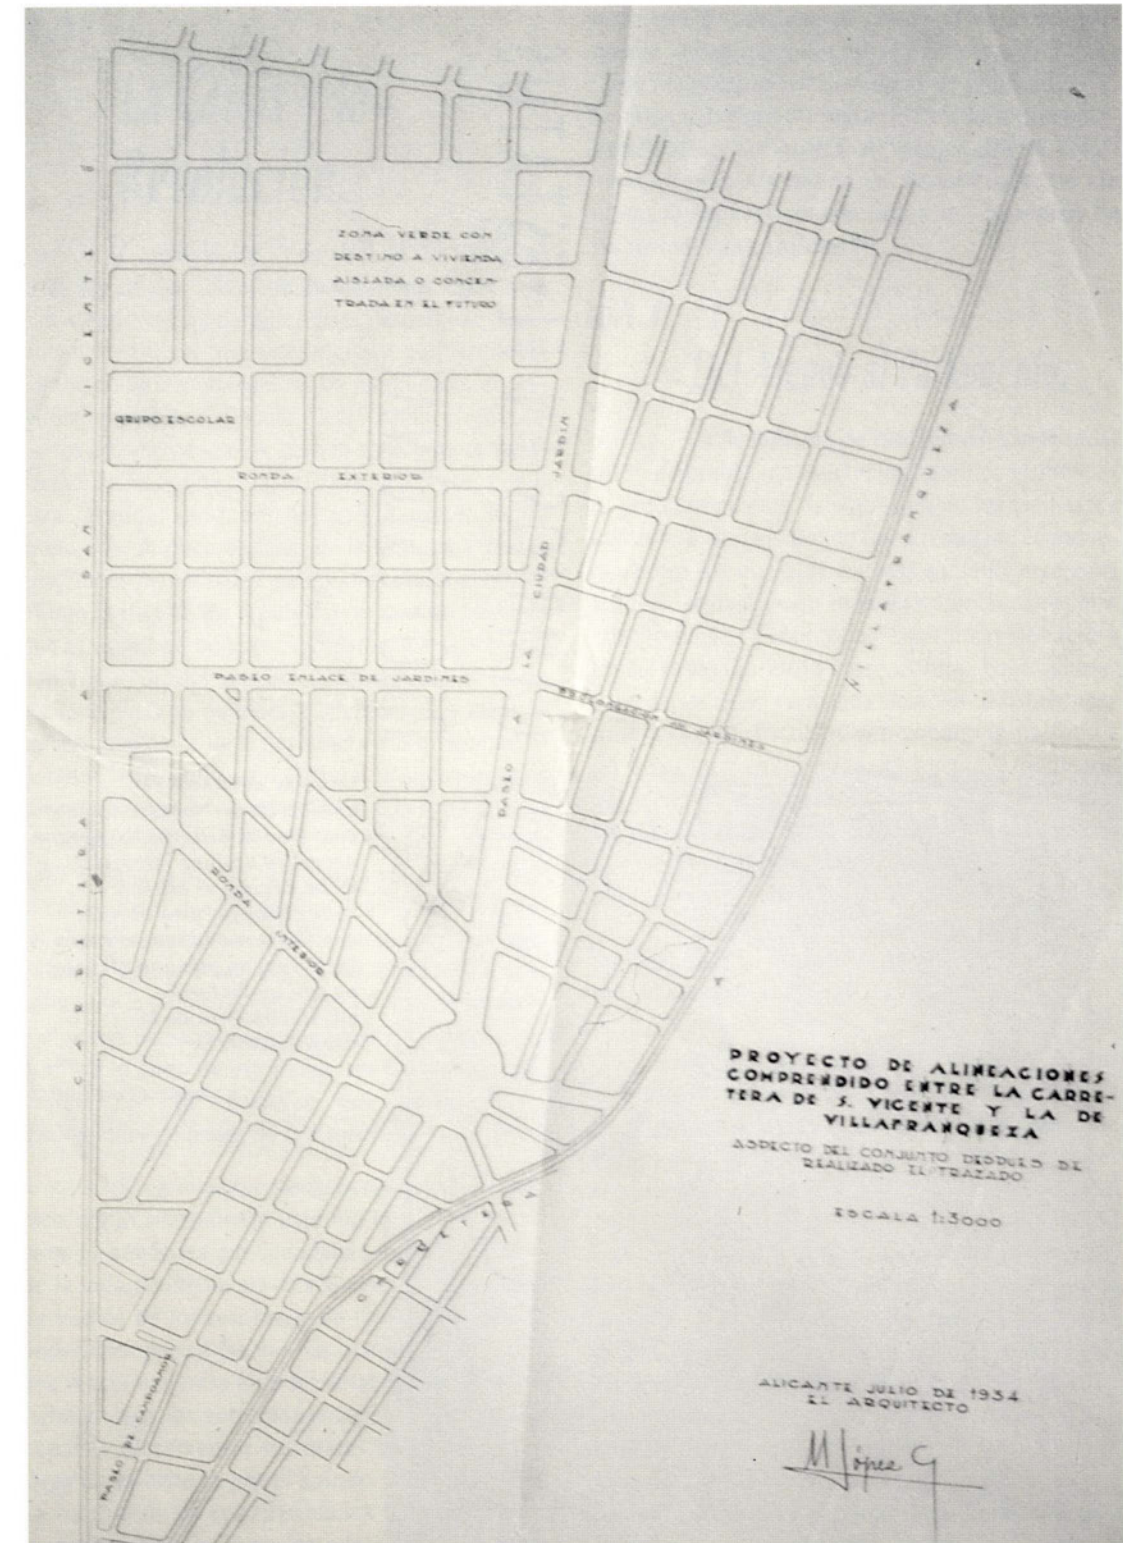 ZONA VERDE CON
DESTINO A VIVIENDA
AISLADA O CONCEN-
TRADA EN EL FUTURO
GRUPO ESCOLAR
RONDA EXTERIOR
PASEO ENLACE DE JARDINES
PROLONGACION DE JARDINES
PASEO A LA CIUDAD JARDIN
RONDA INTERIOR
CARRETERA A SAN VICENTE
CARRETERA A VILLAFRANQUEZA
PASEO DE CAMPOAMOR
PROYECTO DE ALINEACIONES
COMPRENDIDO ENTRE LA CARRE-
TERA DE S. VICENTE Y LA DE
VILLAFRANQUEZA
ASPECTO DEL CONJUNTO DESPUES DE
REALIZADO EL TRAZADO
ESCALA 1:3000
ALICANTE JULIO DE 1934
EL ARQUITECTO
M López G